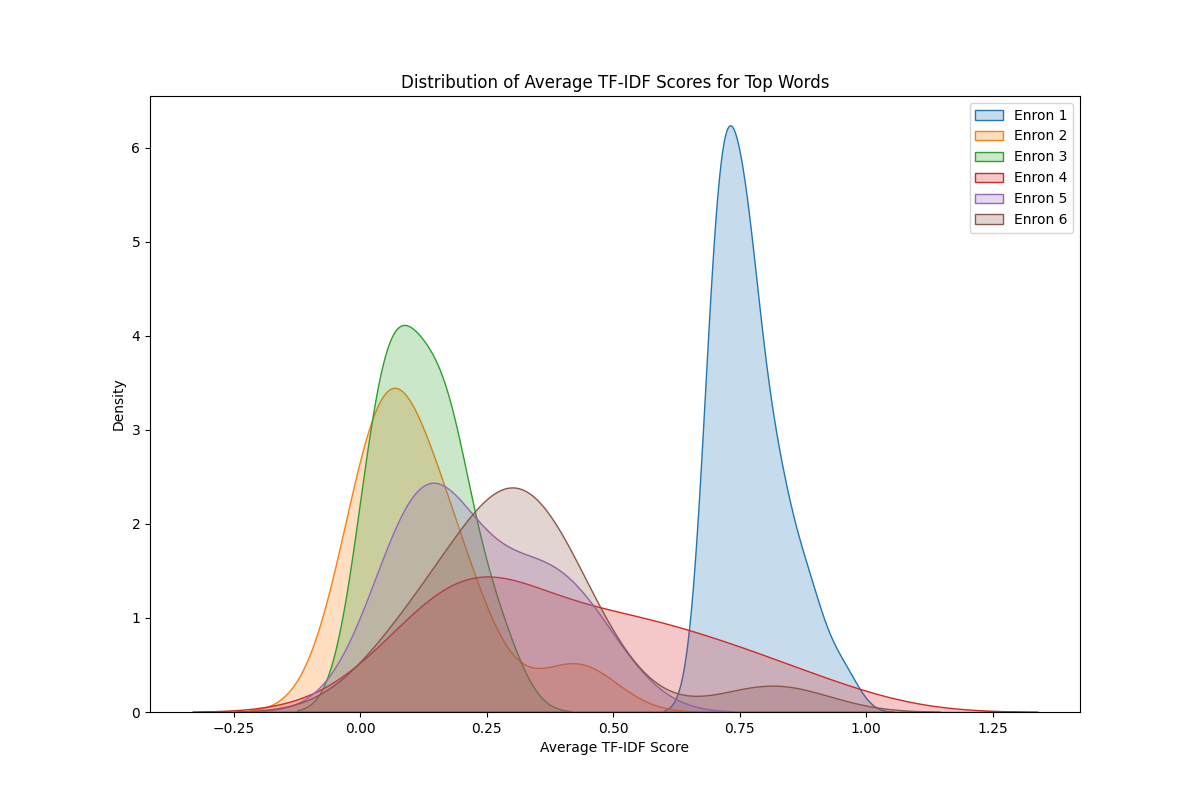 Distribution of Average TF-IDF Scores for Top Words
Enron 1
Enron 2
Enron 3
Enron 4
Enron 5
Enron 6
6
5
4
3
2
1
0
Density
−0.25 0.00 0.25 0.50 0.75 1.00 1.25
Average TF-IDF Score